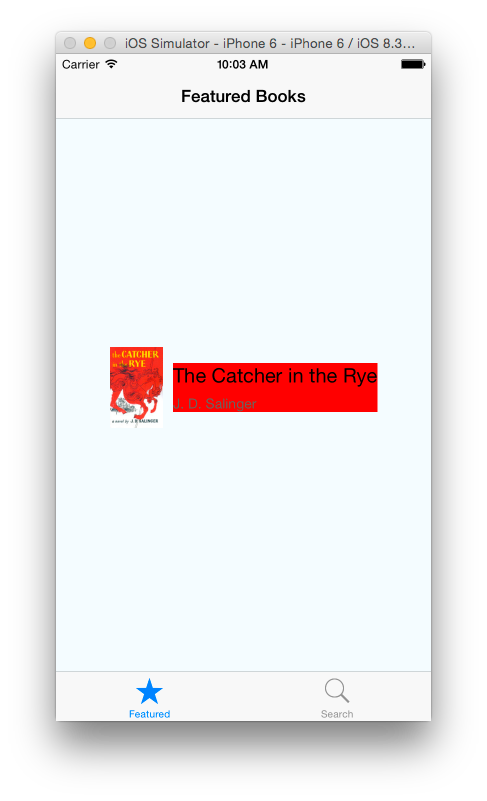 iOS Simulator - iPhone 6 - iPhone 6 / iOS 8.3...
Carrier 10:03 AM
Featured Books
the CATCHER
in the RYE
a novel by J. D. SALINGER
The Catcher in the Rye
J. D. Salinger
Featured Search